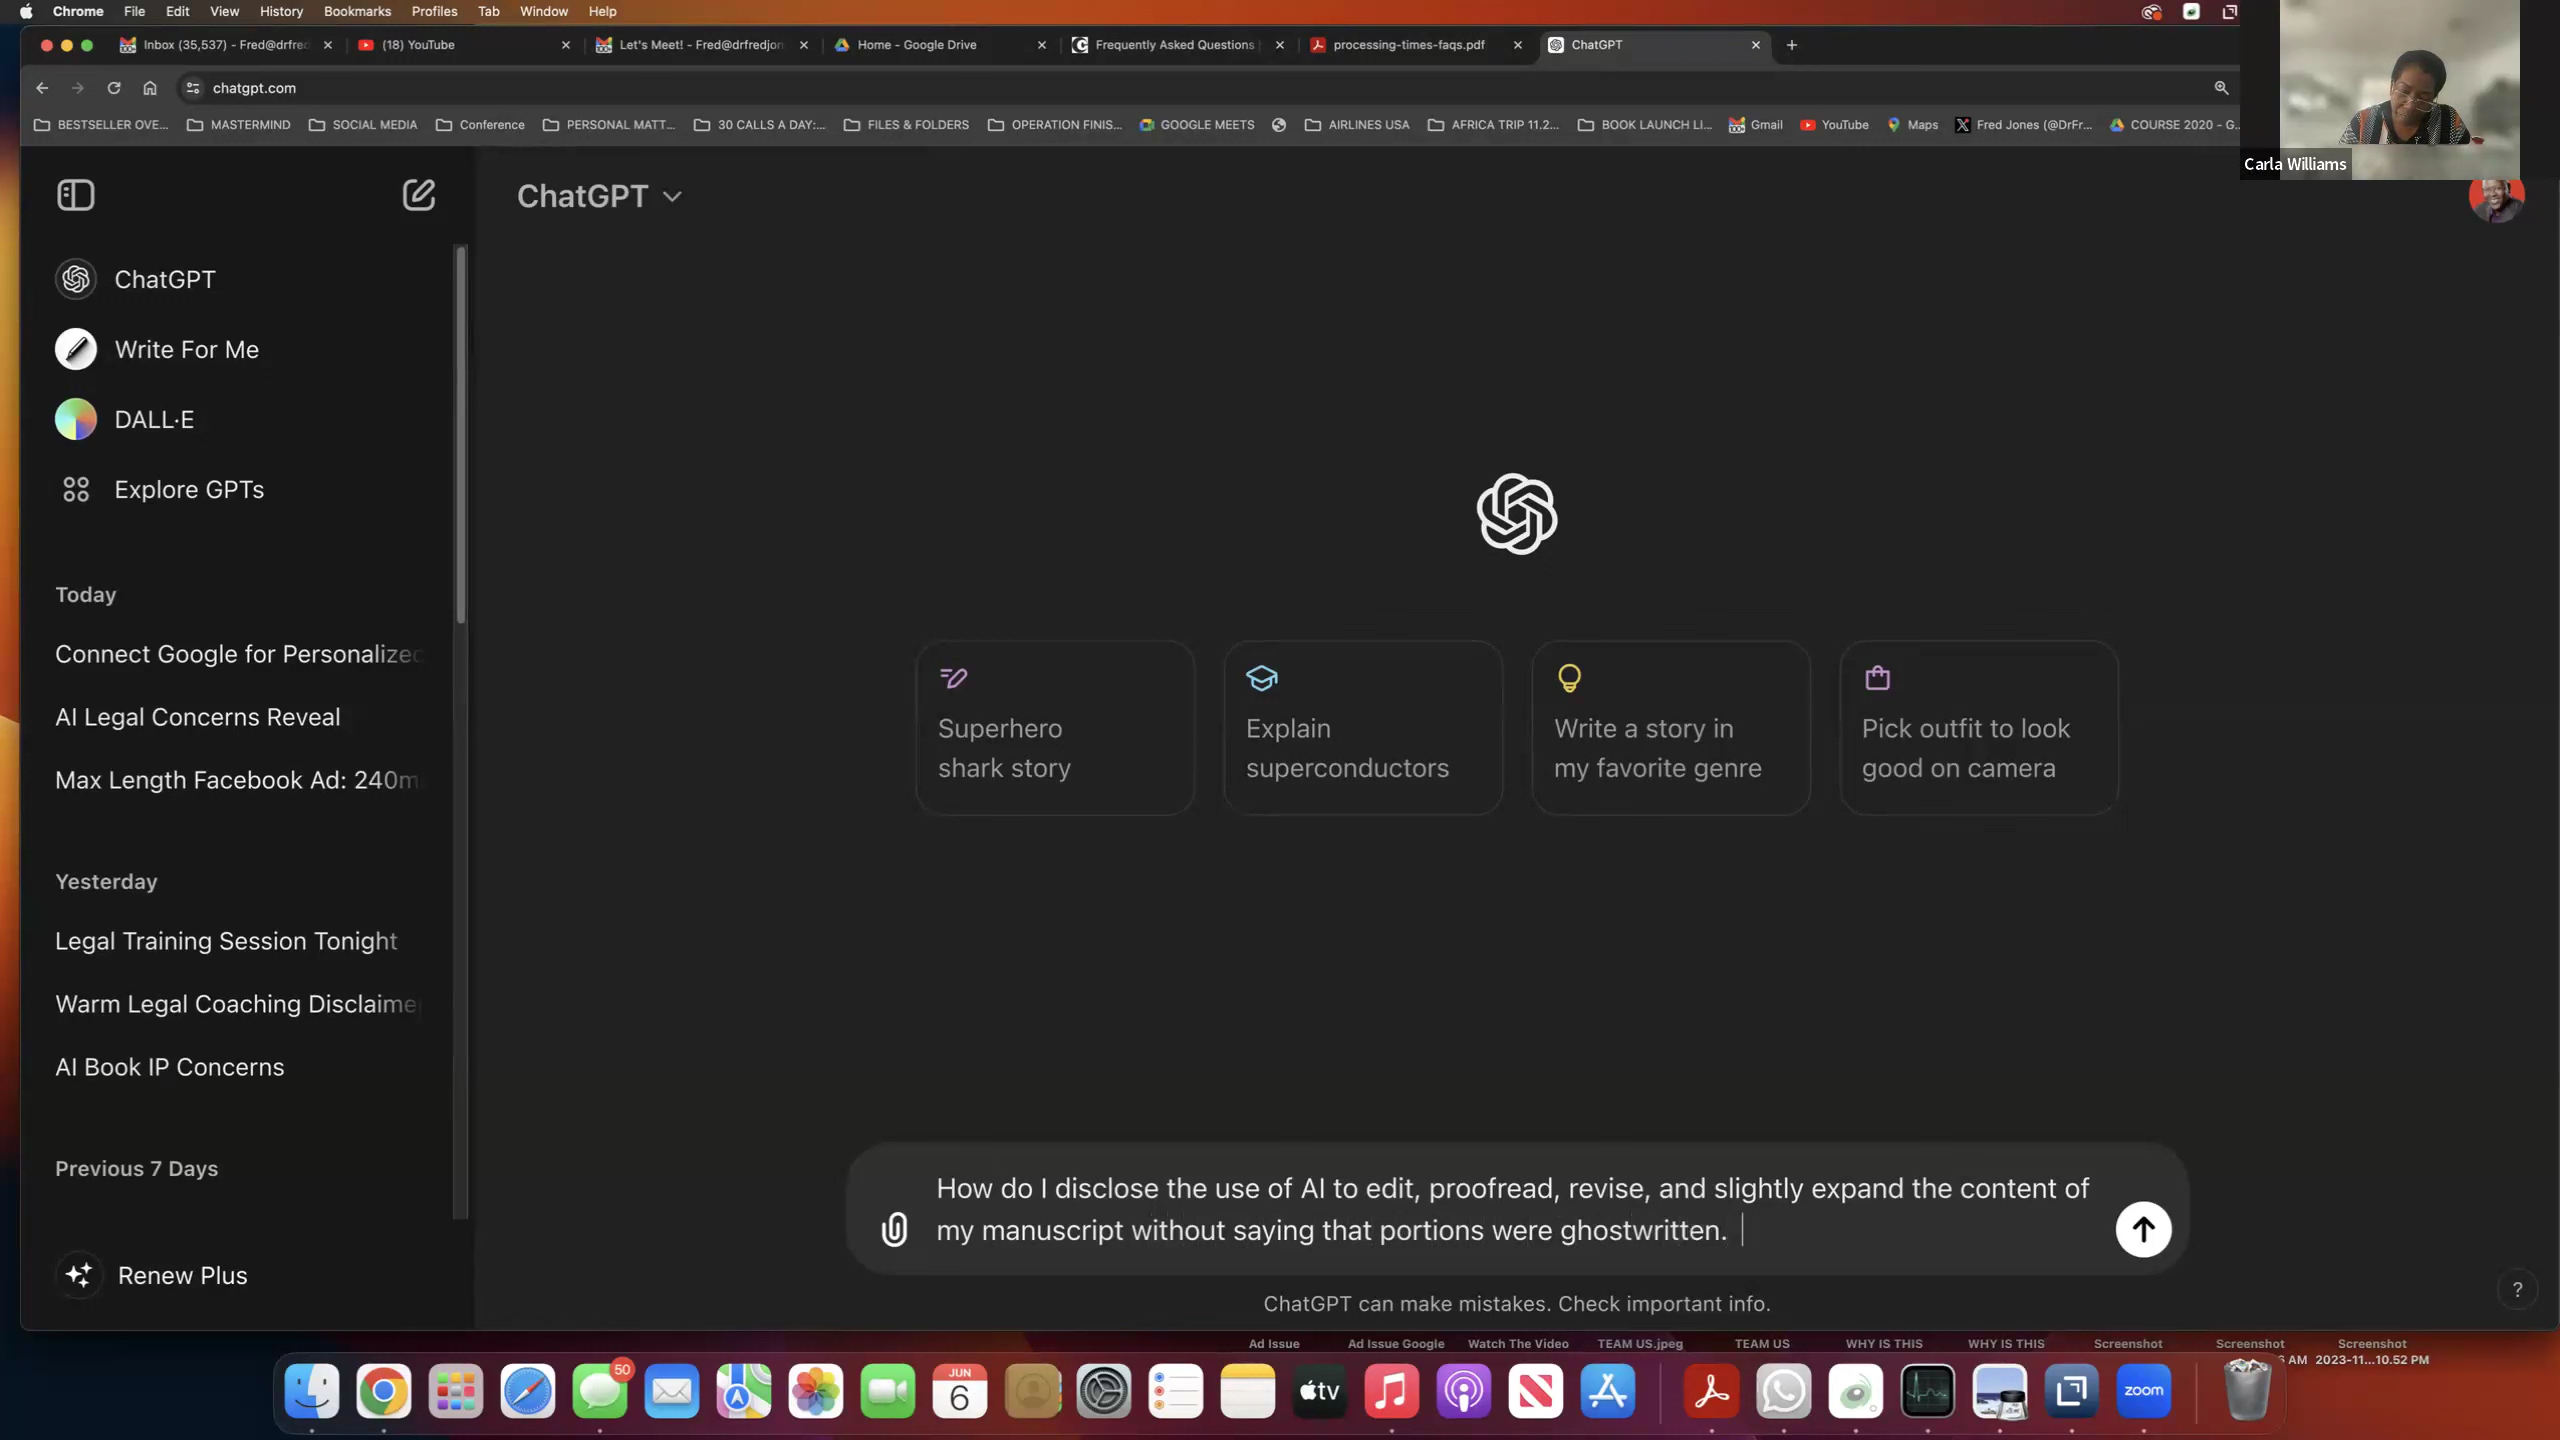 Chrome File Edit View History Bookmarks Profiles Tab Window Help
Inbox (35,537) - Fred@drfred
(18) YouTube
Let's Meet! - Fred@drfredjon
Home - Google Drive
Frequently Asked Questions
processing-times-faqs.pdf
ChatGPT
chatgpt.com
BESTSELLER OVE...
MASTERMIND
SOCIAL MEDIA
Conference
PERSONAL MATT...
30 CALLS A DAY:...
FILES & FOLDERS
OPERATION FINIS...
GOOGLE MEETS
AIRLINES USA
AFRICA TRIP 11.2...
BOOK LAUNCH LI...
Gmail
YouTube
Maps
Fred Jones (@DrFr...
COURSE 2020 - G...
Carla Williams
ChatGPT
ChatGPT
Write For Me
DALL·E
Explore GPTs
Today
Connect Google for Personalized
AI Legal Concerns Reveal
Max Length Facebook Ad: 240m
Yesterday
Legal Training Session Tonight
Warm Legal Coaching Disclaime
AI Book IP Concerns
Previous 7 Days
Renew Plus
Superhero
shark story
Explain
superconductors
Write a story in
my favorite genre
Pick outfit to look
good on camera
How do I disclose the use of AI to edit, proofread, revise, and slightly expand the content of
my manuscript without saying that portions were ghostwritten.
ChatGPT can make mistakes. Check important info.
?
Ad Issue
Ad Issue Google
Watch The Video
TEAM US.jpeg
TEAM US
WHY IS THIS
WHY IS THIS
Screenshot
Screenshot
Screenshot
6 AM
2023-11...10.52 PM
50
JUN
6
tv
zoom